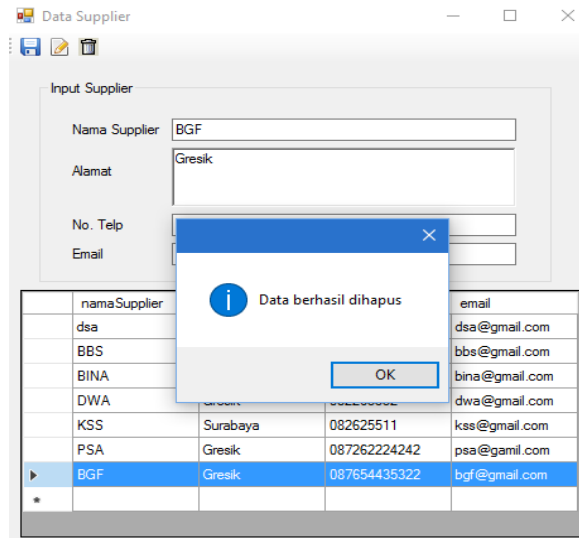 Data Supplier
Input Supplier
Nama Supplier BGF
Alamat Gresik
No. Telp
Email
Data berhasil dihapus
OK
namaSupplier email
dsa dsa@gmail.com
BBS bbs@gmail.com
BINA bina@gmail.com
DWA dwa@gmail.com
KSS Surabaya 082625511 kss@gmail.com
PSA Gresik 087262224242 psa@gamil.com
BGF Gresik 087654435322 bgf@gmail.com